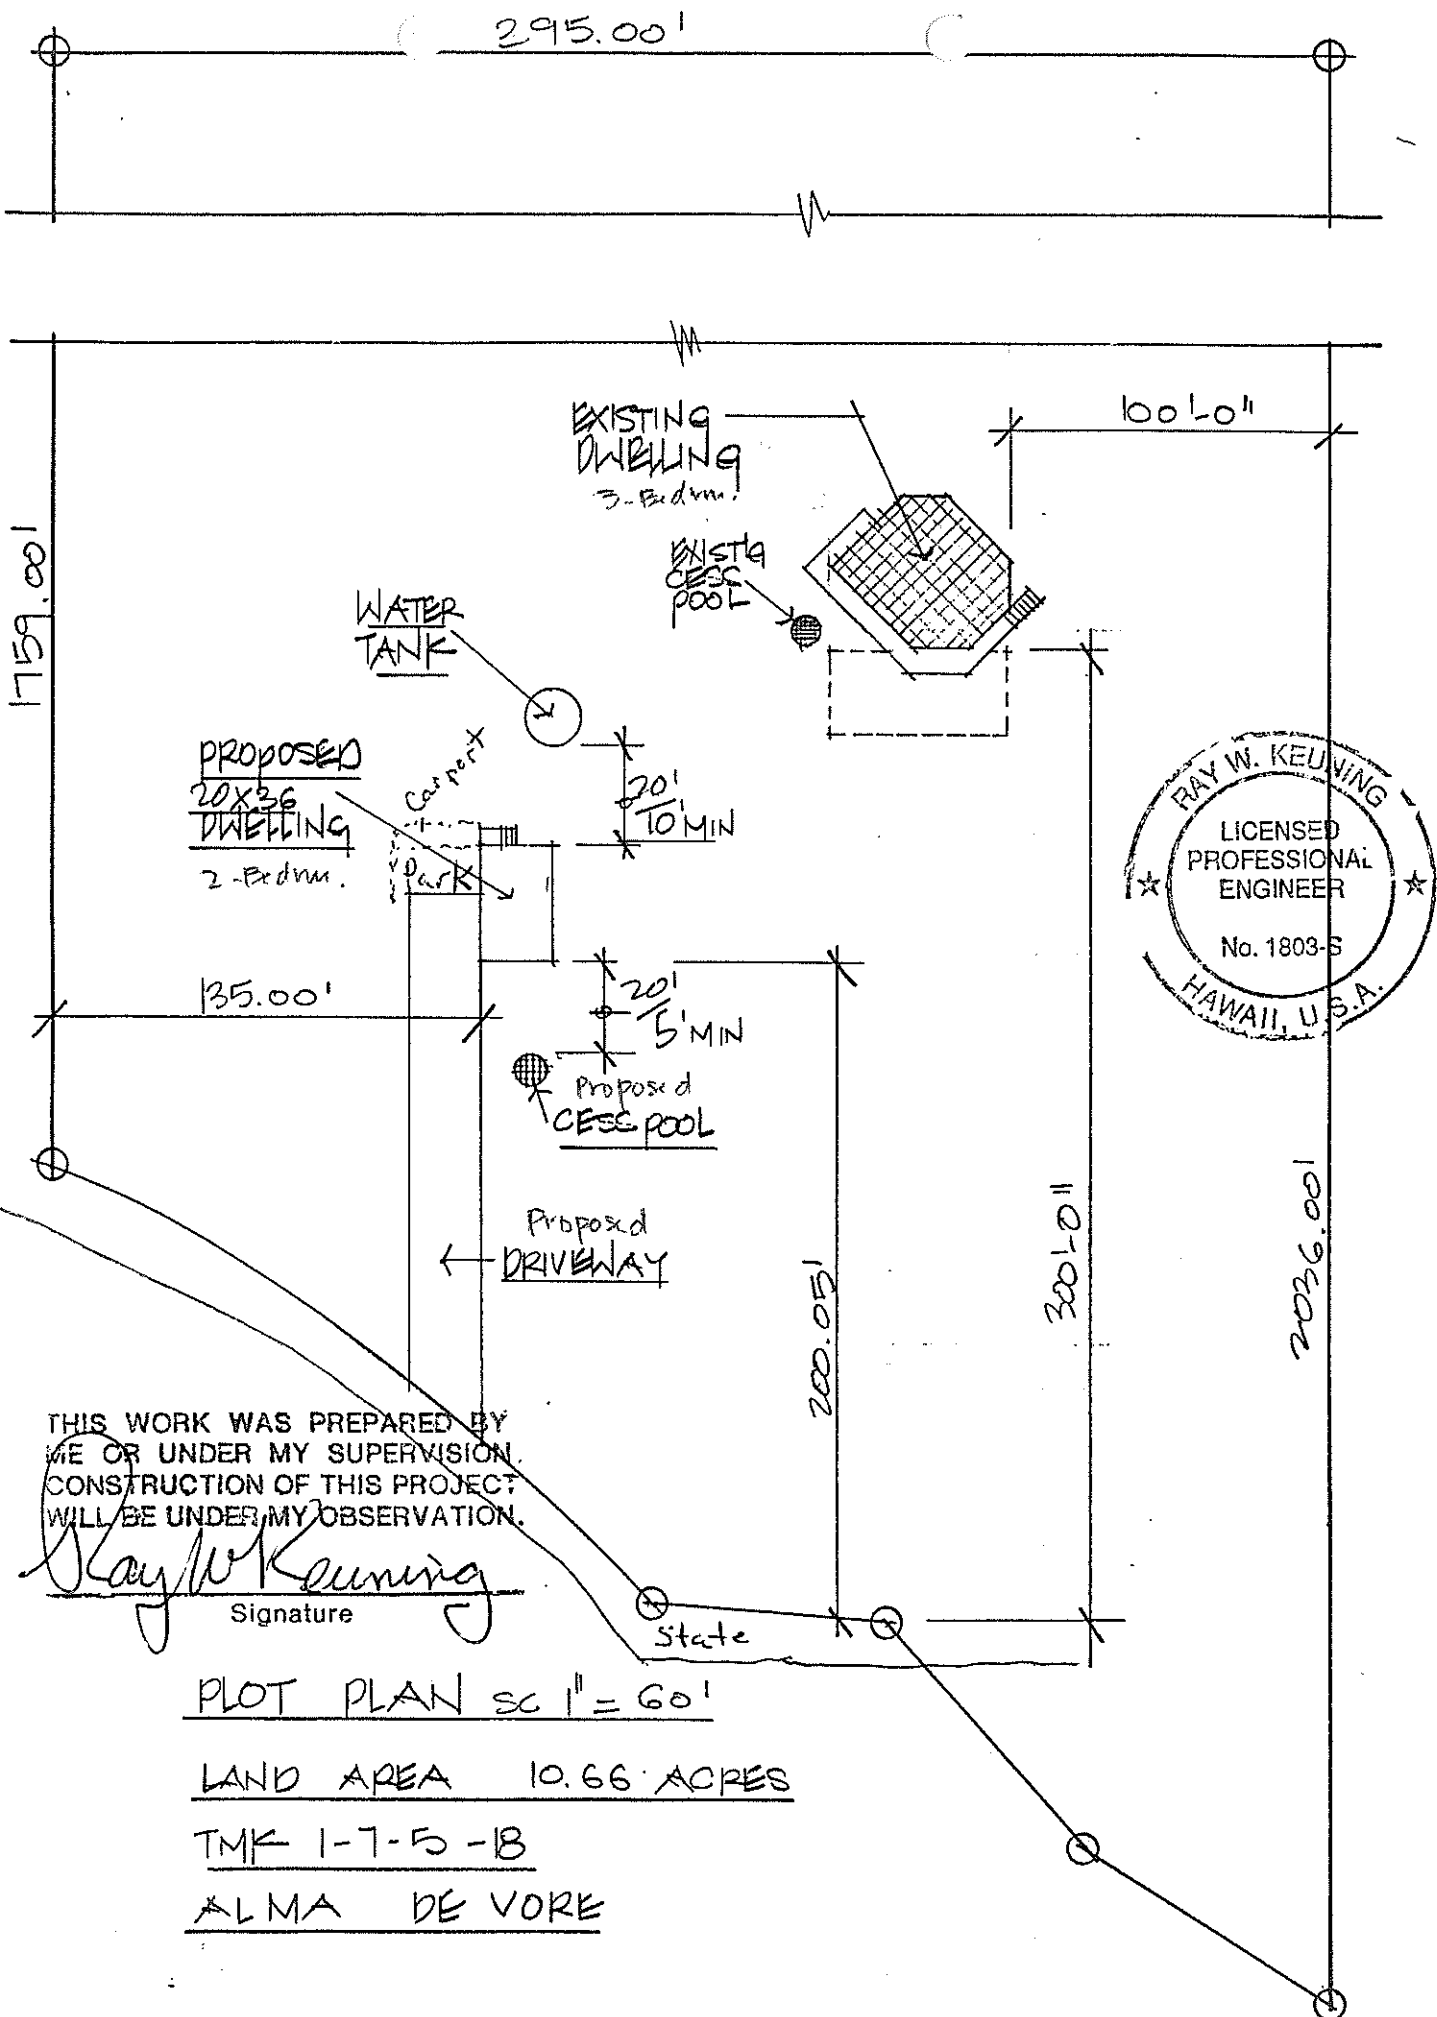 295.00'
EXISTING
DWELLING
3-Bedrm.
100'-0"
EXIST'G
CESS
POOL
1759.00'
WATER
TANK
PROPOSED
20X36
DWELLING
2-Bedrm.
Carport
Park
20'
10' MIN
RAY W. KEUNING
LICENSED
PROFESSIONAL
ENGINEER
No. 1803-S
HAWAII, U.S.A.
135.00'
20'
5' MIN
Proposed
CESS POOL
Proposed
DRIVEWAY
200.05'
300'-0"
2036.00'
THIS WORK WAS PREPARED BY
ME OR UNDER MY SUPERVISION.
CONSTRUCTION OF THIS PROJECT
WILL BE UNDER MY OBSERVATION.
Ray W Keuning
Signature
State
PLOT PLAN SC 1" = 60'
LAND AREA 10.66 ACRES
TMK 1-7-5-18
ALMA DE VORE